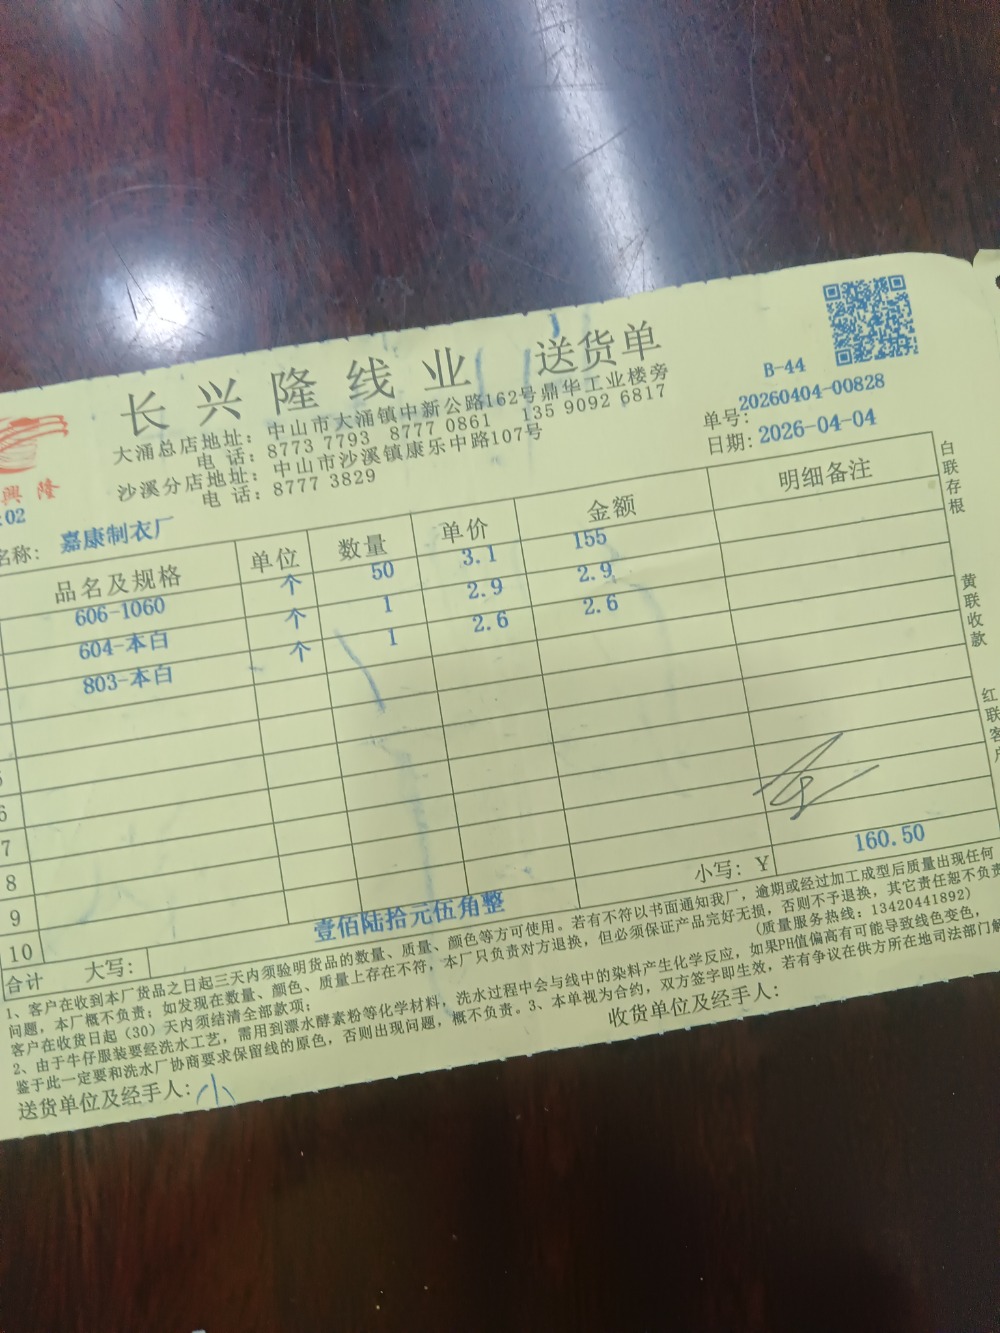 长兴隆线业 送货单
大涌总店地址：中山市大涌镇中新公路162号鼎华工业楼旁
电 话：8773 7793 8777 0861 135 9092 6817
沙溪分店地址：中山市沙溪镇康乐中路107号
电 话：8777 3829
B-44
单号：20260404-00828
日期：2026-04-04
興 隆
:02
名称：嘉康制衣厂
品名及规格 单位 数量 单价 金额 明细备注
606-1060 个 50 3.1 155
604-本白 个 1 2.9 2.9
803-本白 个 1 2.6 2.6
5
6
7
8
9
10
合计 大写：壹佰陆拾元伍角整 小写：Y 160.50
白联存根
黄联收款
红联客户
1、客户在收到本厂货品之日起三天内须验明货品的数量、质量、颜色等方可使用。若有不符以书面通知我厂，逾期或经过加工成型后质量出现任何
问题，本厂概不负责；如发现在数量、颜色、质量上存在不符，本厂只负责对方退换，但必须保证产品完好无损，否则不予退换，其它责任恕不负责
客户在收货日起（30）天内须结清全部款项； （质量服务热线：13420441892）
2、由于牛仔服装要经洗水工艺，需用到漂水酵素粉等化学材料，洗水过程中会与线中的染料产生化学反应，如果PH值偏高有可能导致线色变色，
鉴于此一定要和洗水厂协商要求保留线的原色，否则出现问题，概不负责。3、本单视为合约，双方签字即生效，若有争议在供方所在地司法部门解
送货单位及经手人：小 收货单位及经手人：